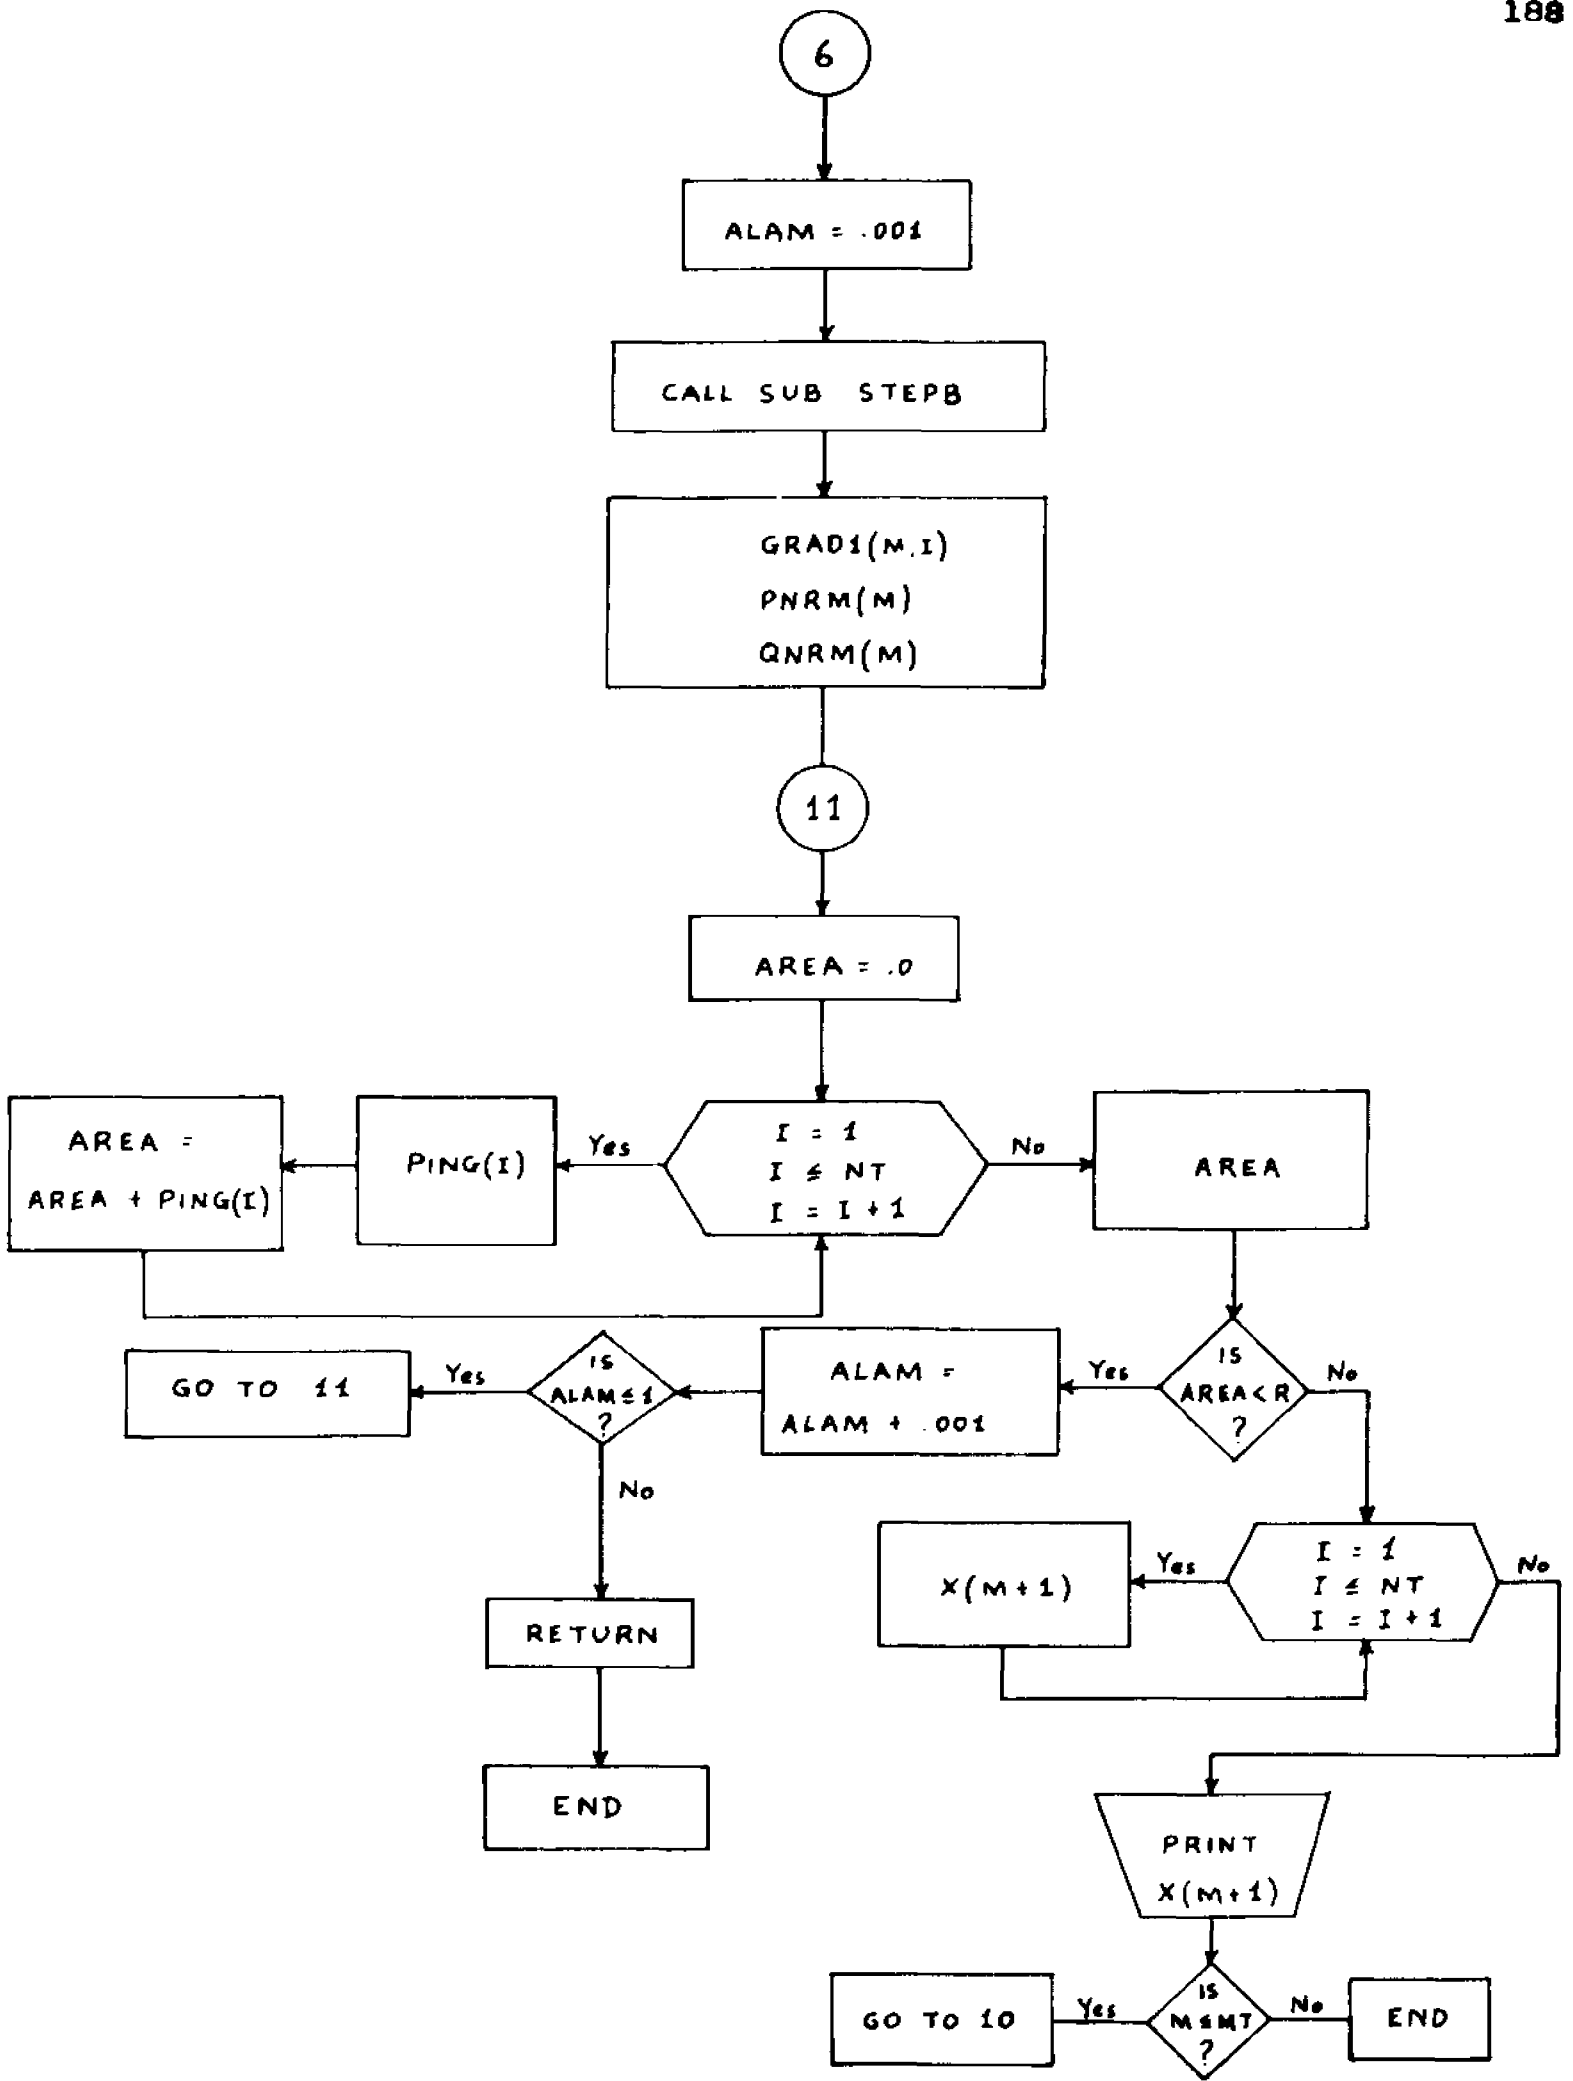 188
6
ALAM = .001
CALL SUB STEPB
GRAD1(M,I)
PNRM(M)
QNRM(M)
11
AREA = .0
I = 1
I ≤ NT
I = I + 1
Yes
No
PING(I)
AREA =
AREA + PING(I)
AREA
IS
AREA < R
?
Yes
No
ALAM =
ALAM + .001
IS
ALAM ≤ 1
?
Yes
GO TO 11
No
RETURN
END
I = 1
I ≤ NT
I = I + 1
Yes
No
X(M+1)
PRINT
X(M+1)
IS
M≤MT
?
Yes
GO TO 10
No
END